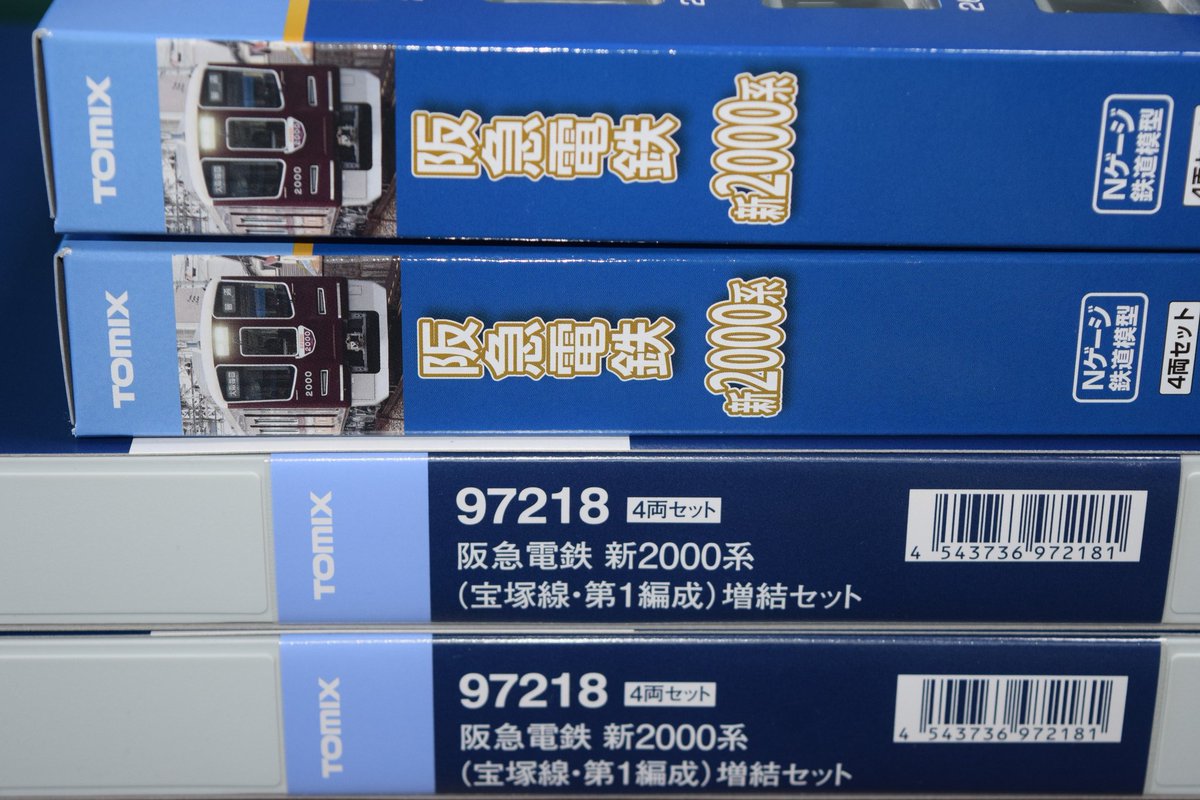 TOMIX
阪急電鉄
新2000系
Nゲージ
鉄道模型
TOMIX
阪急電鉄
新2000系
Nゲージ
鉄道模型
4両セット
TOMIX
97218 4両セット
阪急電鉄 新2000系
(宝塚線・第1編成)増結セット
4 543736 972181
TOMIX
97218 4両セット
阪急電鉄 新2000系
(宝塚線・第1編成)増結セット
4 543736 972181
2000
2000